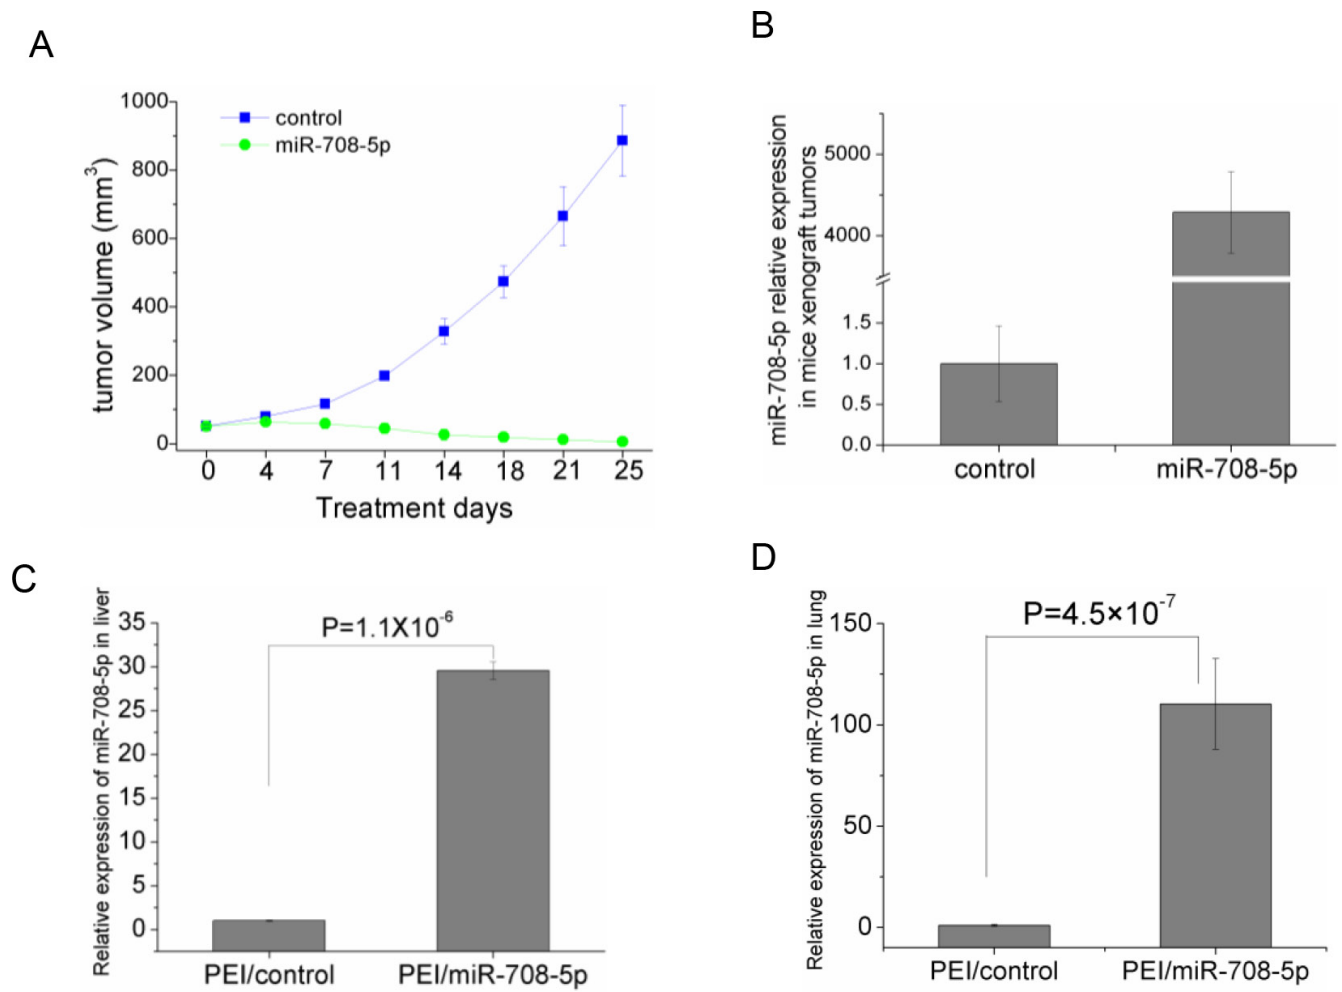 A
1000
800
600
400
200
0
tumor volume (mm³)
control
miR-708-5p
0 4 7 11 14 18 21 25
Treatment days
B
miR-708-5p relative expression
in mice xenograft tumors
5000
4000
1.5
1.0
0.5
0.0
control miR-708-5p
C
Relative expression of miR-708-5p in liver
35
30
25
20
15
10
5
0
P=1.1X10⁻⁶
PEI/control PEI/miR-708-5p
D
Relative expression of miR-708-5p in lung
150
100
50
0
P=4.5×10⁻⁷
PEI/control PEI/miR-708-5p